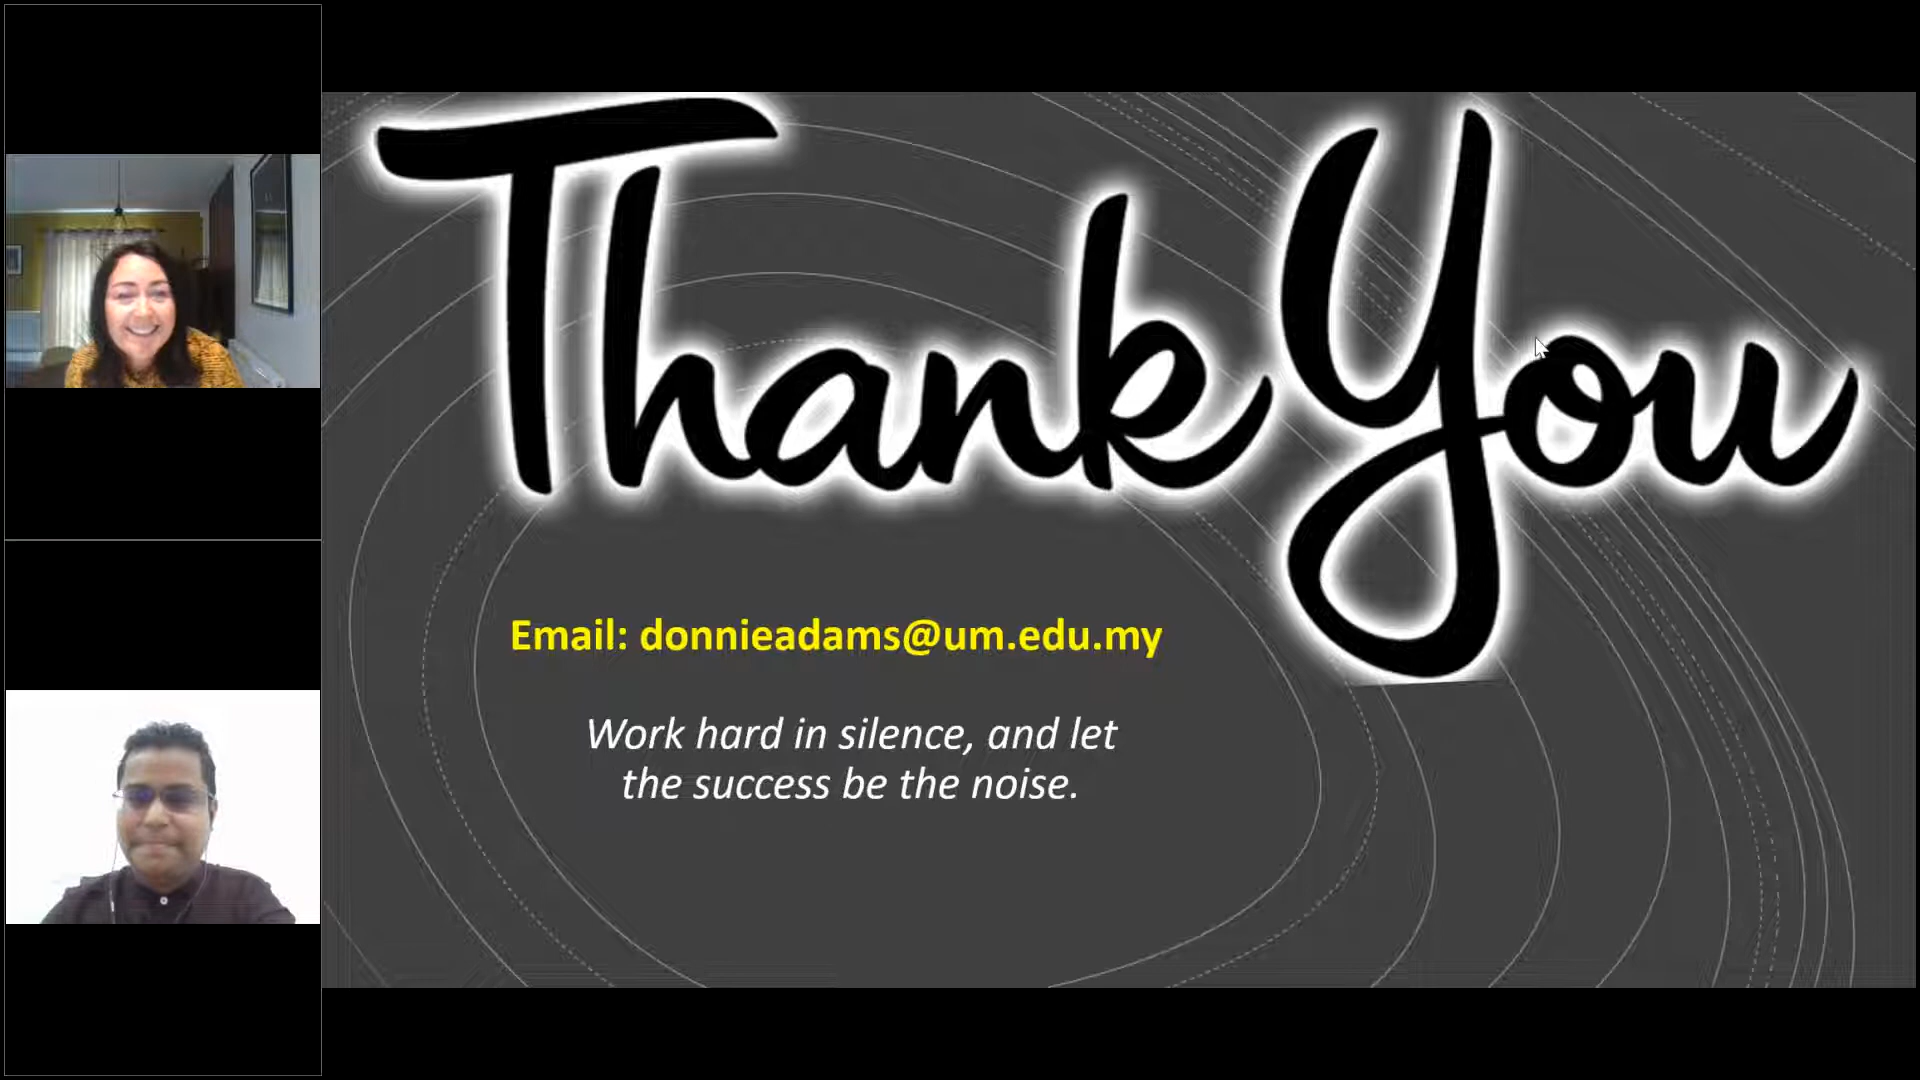 Thank You
Email: donnieadams@um.edu.my
Work hard in silence, and let
the success be the noise.